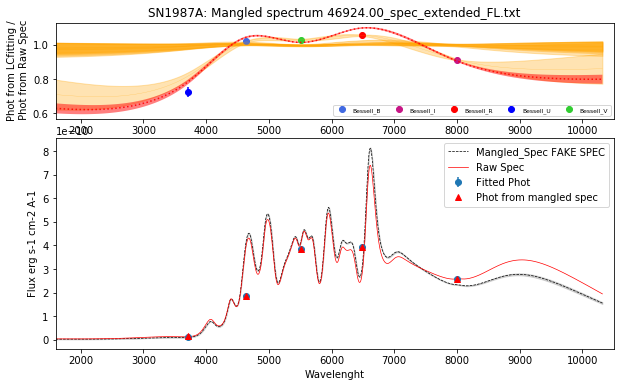 SN1987A: Mangled spectrum 46924.00_spec_extended_FL.txt
Phot from LCfitting /
Phot from Raw Spec
1.0
0.8
0.6
Bessell_B
Bessell_I
Bessell_R
Bessell_U
Bessell_V
2000 3000 4000 5000 6000 7000 8000 9000 10000
Flux erg s-1 cm-2 A-1
8
7
6
5
4
3
2
1
0
Mangled_Spec FAKE SPEC
Raw Spec
Fitted Phot
Phot from mangled spec
2000 3000 4000 5000 6000 7000 8000 9000 10000
Wavelenght